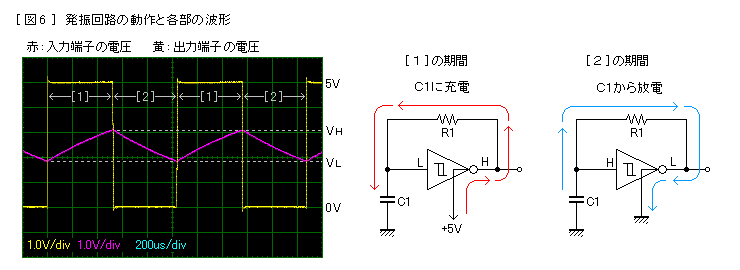 [図6] 発振回路の動作と各部の波形
赤:入力端子の電圧 黄:出力端子の電圧
[1] [2] [1] [2]
5V
VH
VL
0V
1.0V/div 1.0V/div 200us/div
[1]の期間
C1に充電
R1
L H
C1
+5V
[2]の期間
C1から放電
R1
H L
C1